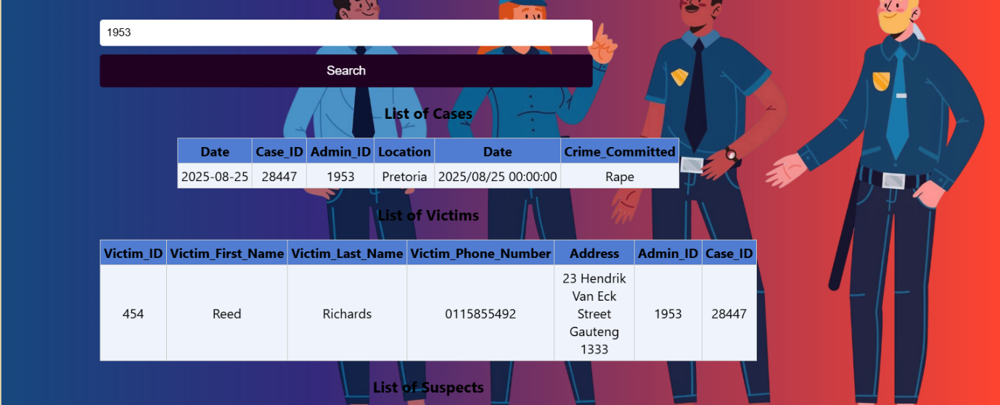 1953
Search
List of Cases
Date Case_ID Admin_ID Location Date Crime_Committed
2025-08-25 28447 1953 Pretoria 2025/08/25 00:00:00 Rape
List of Victims
Victim_ID Victim_First_Name Victim_Last_Name Victim_Phone_Number Address Admin_ID Case_ID
454 Reed Richards 0115855492 23 Hendrik
Van Eck
Street
Gauteng
1333 1953 28447
List of Suspects